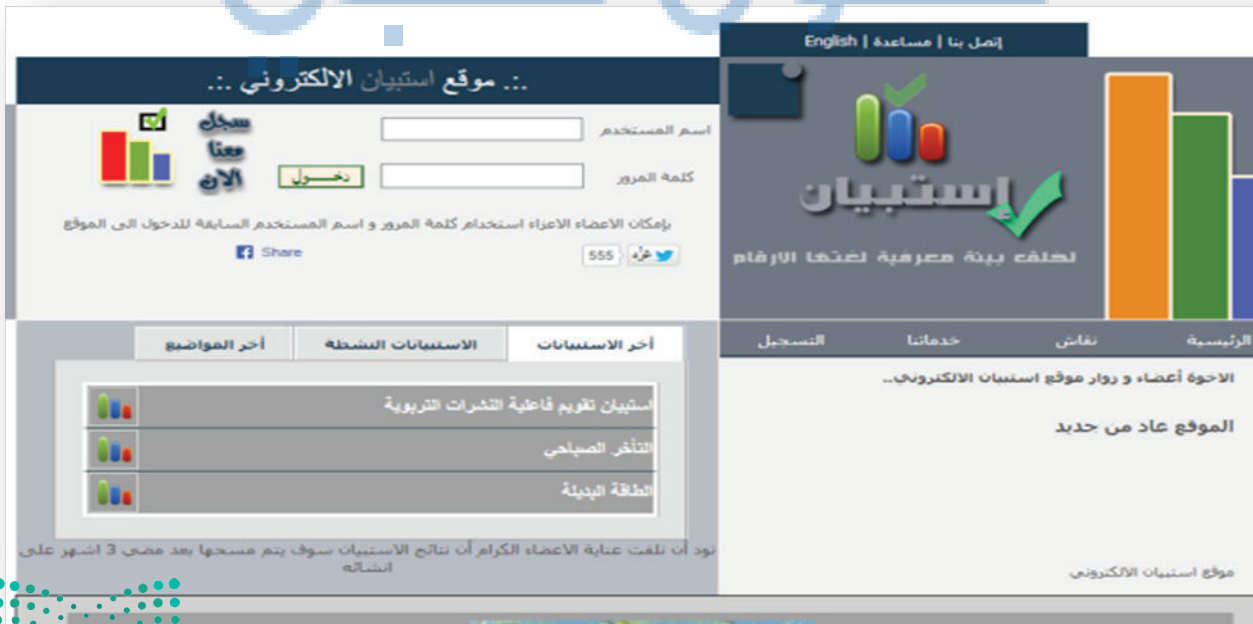 إتصل بنا | مساعدة | English
إستبيان
لخلق بيئة معرفية لغتها الارقام
الرئيسية نقاش خدماتنا التسجيل
الاخوة أعضاء و زوار موقع استبيان الالكتروني..
الموقع عاد من جديد
موقع استبيان الالكتروني
.:. موقع استبيان الالكتروني .:.
اسم المستخدم
كلمة المرور
دخـــول
سجل
معنا
الان
بإمكان الاعضاء الاعزاء استخدام كلمة المرور و اسم المستخدم السابقة للدخول الى الموقع
غرّد 555
Share
أخر الاستبيانات الاستبيانات النشطة أخر المواضيع
استبيان تقويم فاعلية النشرات التربوية
التأخر الصباحي
الطاقة البديلة
نود أن نلفت عناية الاعضاء الكرام أن نتائج الاستبيان سوف يتم مسحها بعد مضي 3 اشهر على
انشائه